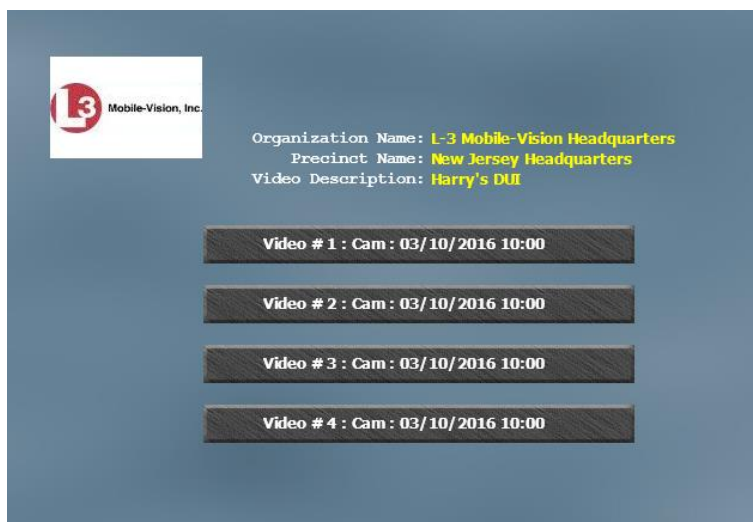 L3 Mobile-Vision, Inc.
Organization Name: L-3 Mobile-Vision Headquarters
Precinct Name: New Jersey Headquarters
Video Description: Harry's DUI
Video # 1 : Cam : 03/10/2016 10:00
Video # 2 : Cam : 03/10/2016 10:00
Video # 3 : Cam : 03/10/2016 10:00
Video # 4 : Cam : 03/10/2016 10:00